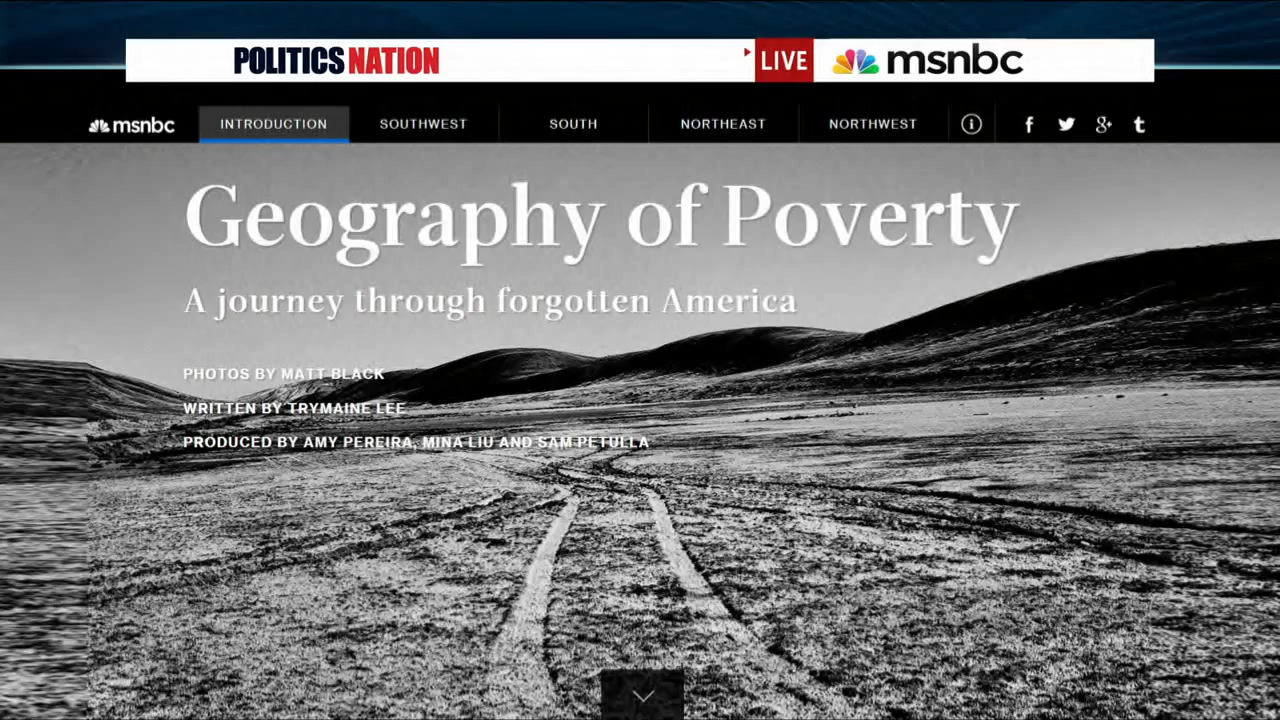 POLITICS NATION
LIVE msnbc
msnbc INTRODUCTION SOUTHWEST SOUTH NORTHEAST NORTHWEST
Geography of Poverty
A journey through forgotten America
PHOTOS BY MATT BLACK
WRITTEN BY TRYMAINE LEE
PRODUCED BY AMY PEREIRA, MINA LIU AND SAM PETULLA